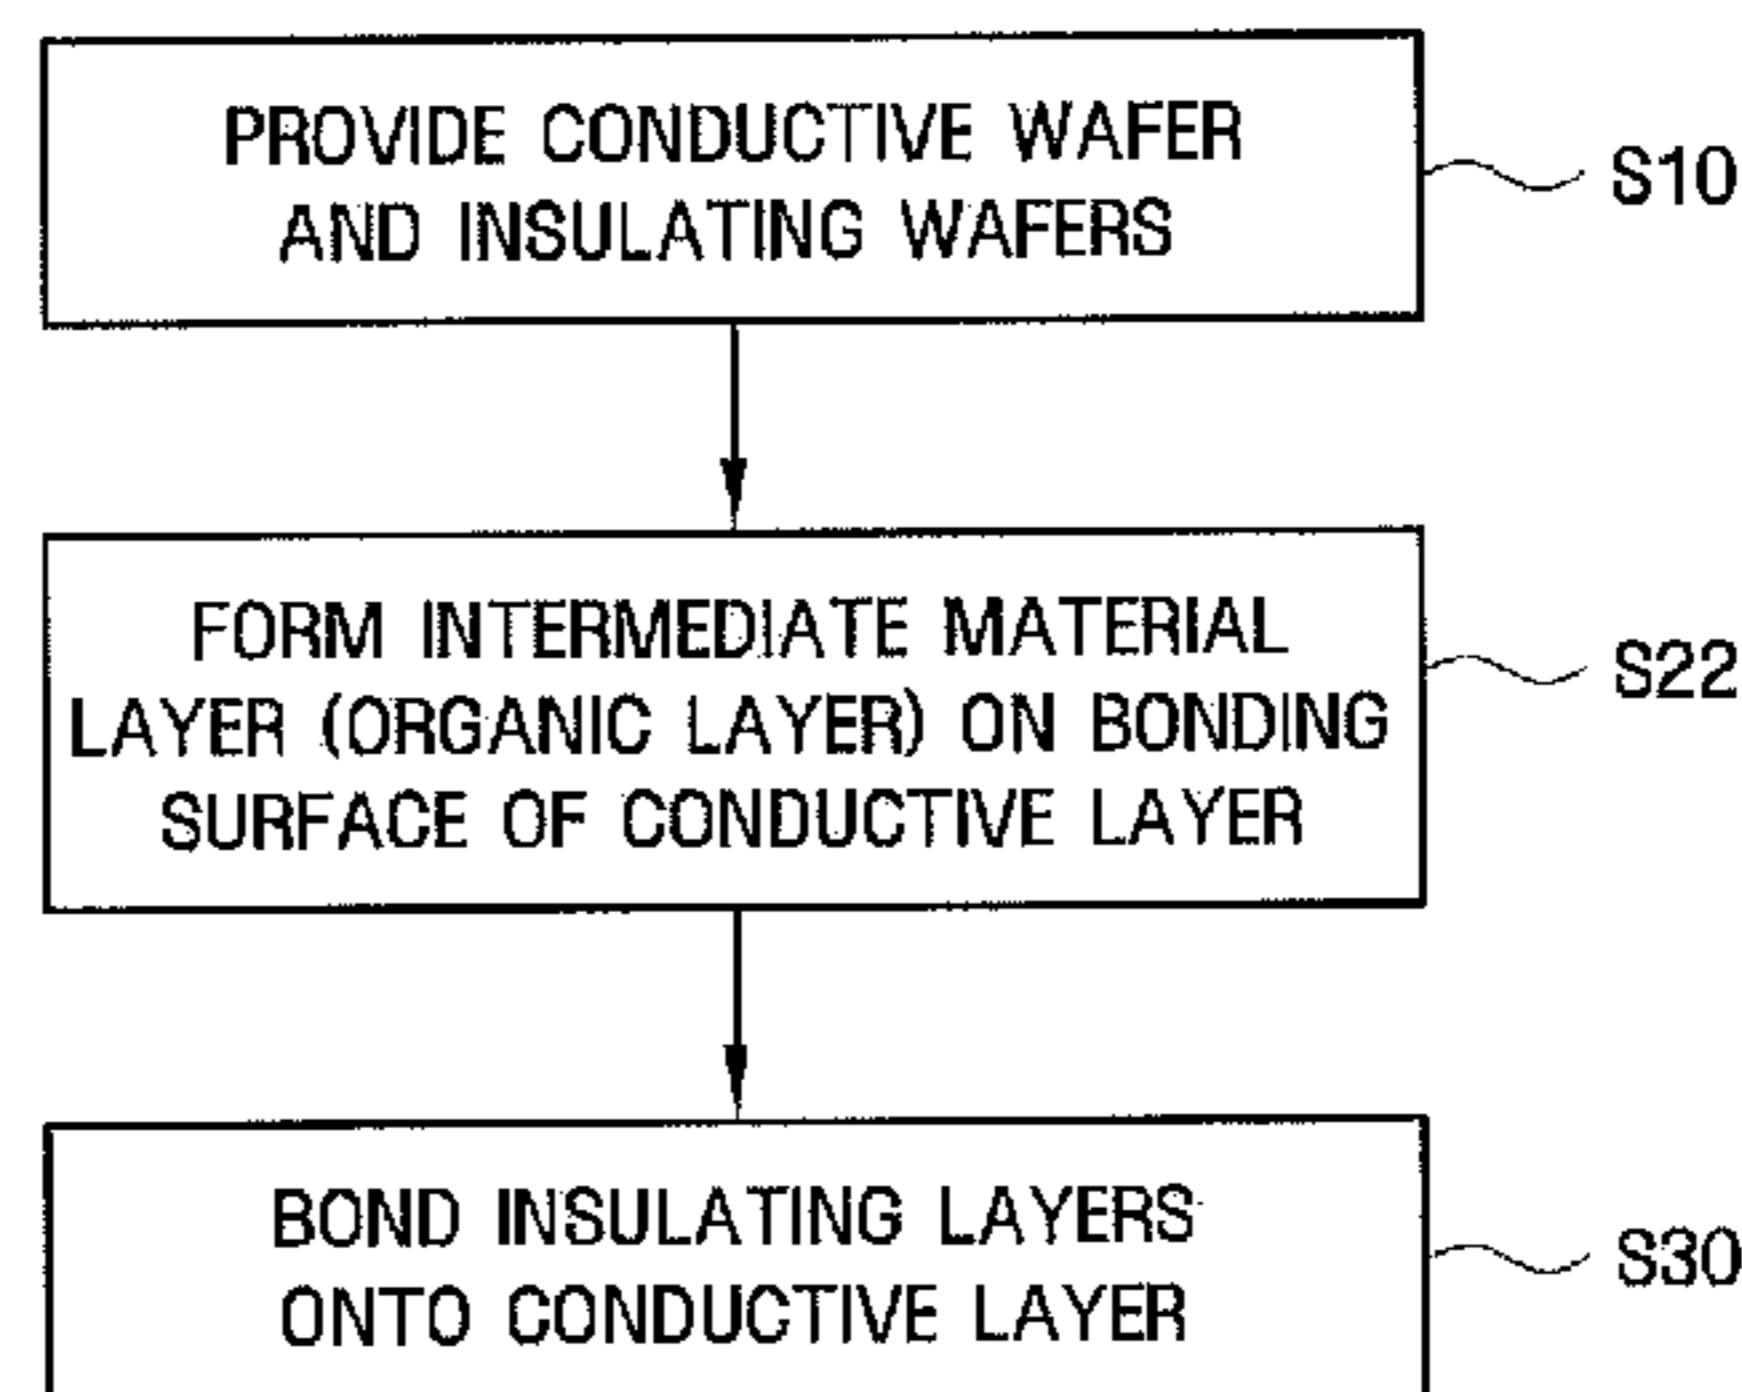 PROVIDE CONDUCTIVE WAFER
AND INSULATING WAFERS
S10
FORM INTERMEDIATE MATERIAL
LAYER (ORGANIC LAYER) ON BONDING
SURFACE OF CONDUCTIVE LAYER
S22
BOND INSULATING LAYERS
ONTO CONDUCTIVE LAYER
S30